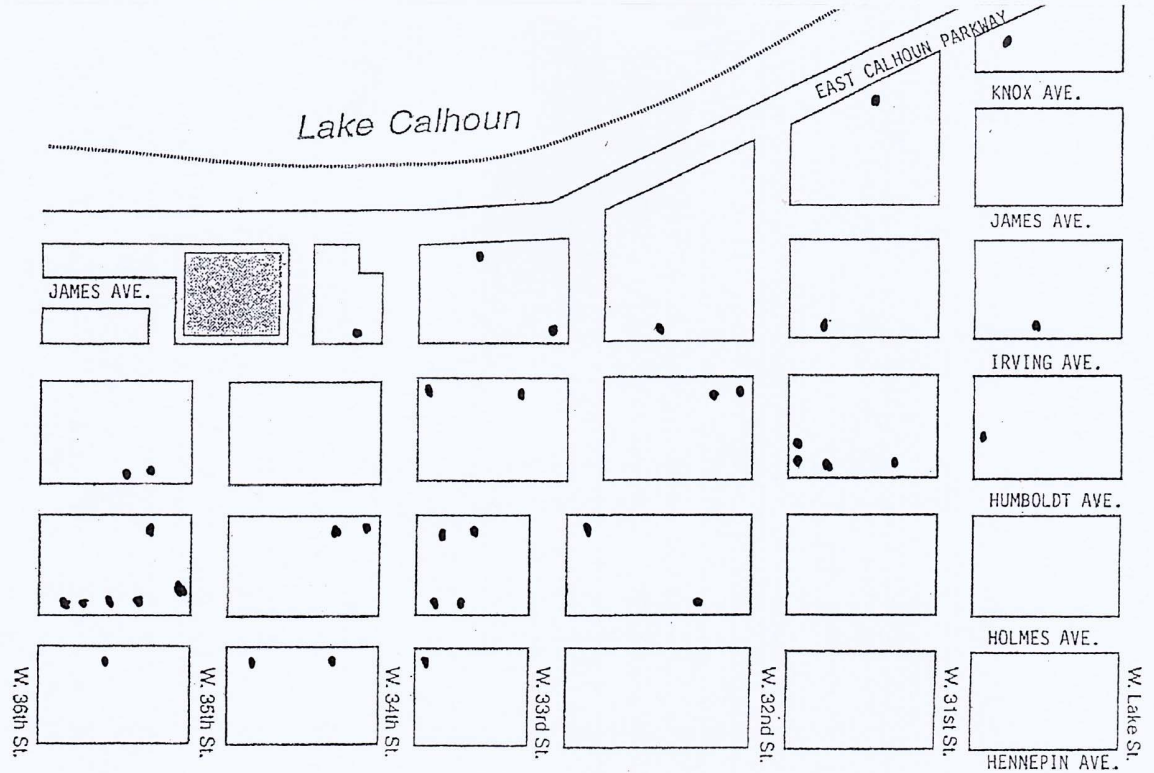 EAST CALHOUN PARKWAY
KNOX AVE.
Lake Calhoun
JAMES AVE.
JAMES AVE.
IRVING AVE.
HUMBOLDT AVE.
HOLMES AVE.
W. 36th St.
W. 35th St.
W. 34th St.
W. 33rd St.
W. 32nd St.
W. 31st St.
W. Lake St.
HENNEPIN AVE.